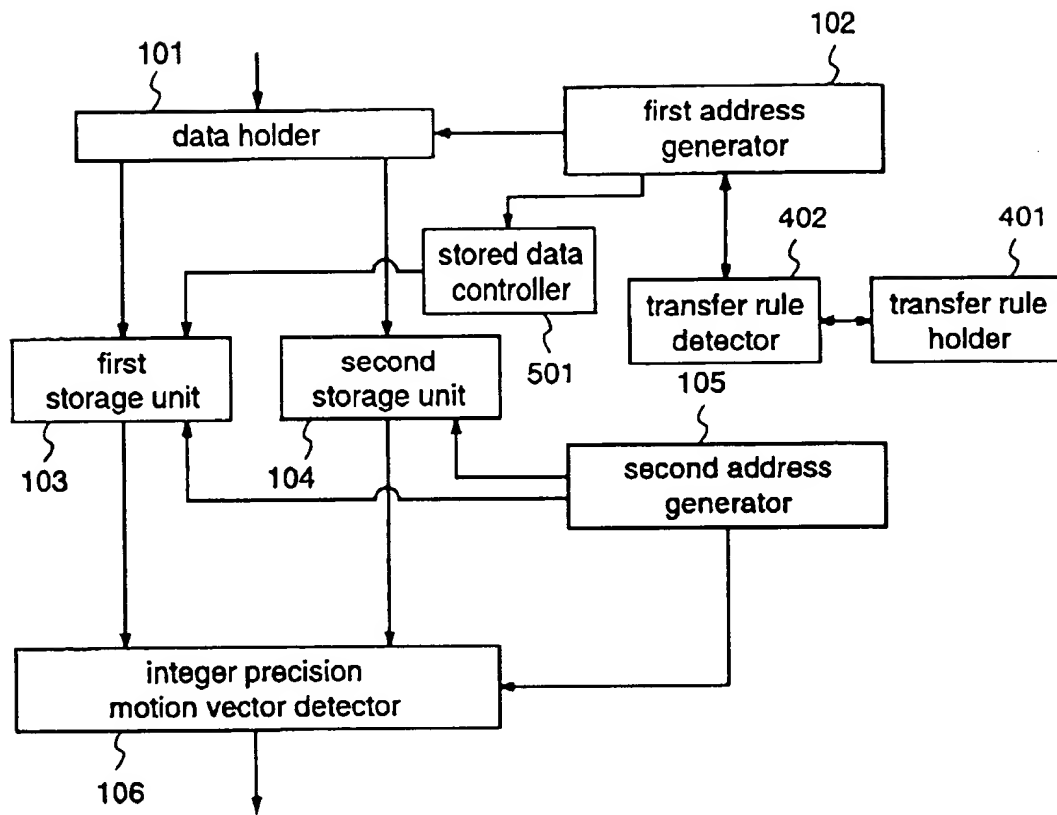 101
102
data holder
first address
generator
402
401
stored data
controller
transfer rule
detector
transfer rule
holder
first
storage unit
second
storage unit
501
105
103
104
second address
generator
integer precision
motion vector detector
106